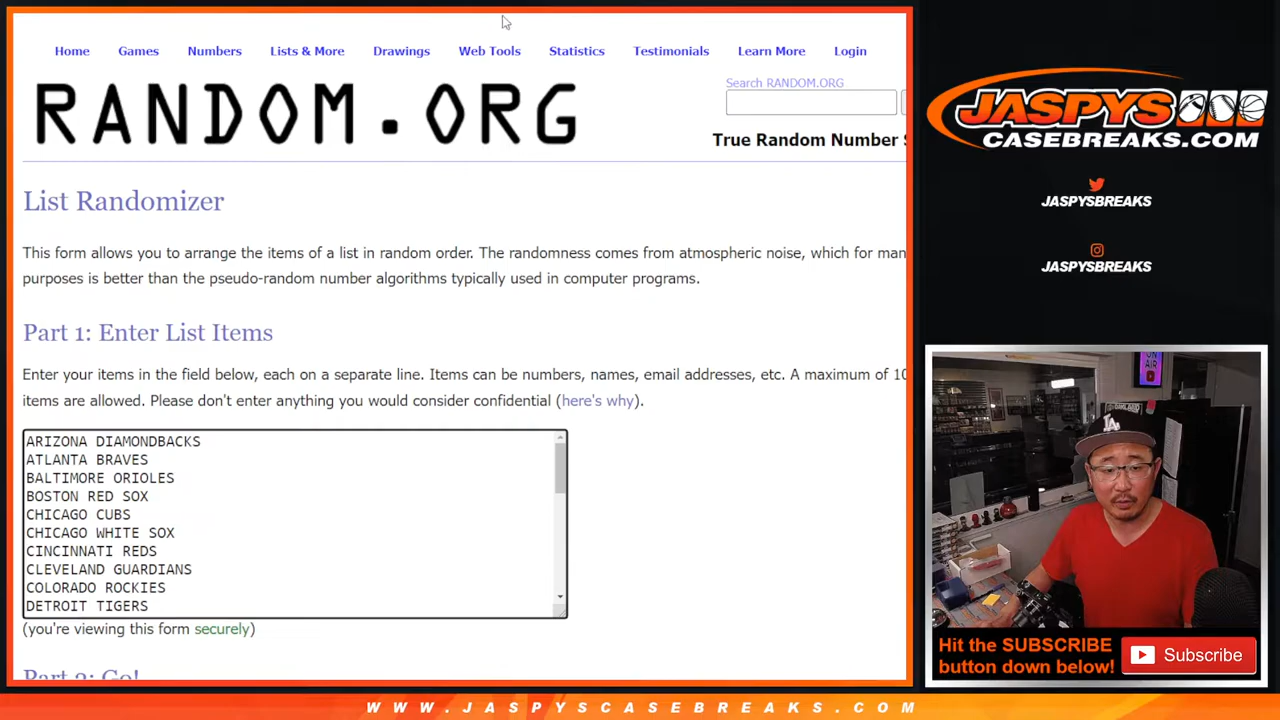 Home Games Numbers Lists & More Drawings Web Tools Statistics Testimonials Learn More Login
RANDOM.ORG
Search RANDOM.ORG
True Random Number
List Randomizer
This form allows you to arrange the items of a list in random order. The randomness comes from atmospheric noise, which for man
purposes is better than the pseudo-random number algorithms typically used in computer programs.
Part 1: Enter List Items
Enter your items in the field below, each on a separate line. Items can be numbers, names, email addresses, etc. A maximum of 10
items are allowed. Please don't enter anything you would consider confidential (here's why).
ARIZONA DIAMONDBACKS
ATLANTA BRAVES
BALTIMORE ORIOLES
BOSTON RED SOX
CHICAGO CUBS
CHICAGO WHITE SOX
CINCINNATI REDS
CLEVELAND GUARDIANS
COLORADO ROCKIES
DETROIT TIGERS
(you're viewing this form securely)
Part 2: Go!
JASPYS
CASEBREAKS.COM
JASPYSBREAKS
JASPYSBREAKS
ON
AIR
LA
Hit the SUBSCRIBE
button down below!
Subscribe
WWW.JASPYSCASEBREAKS.COM